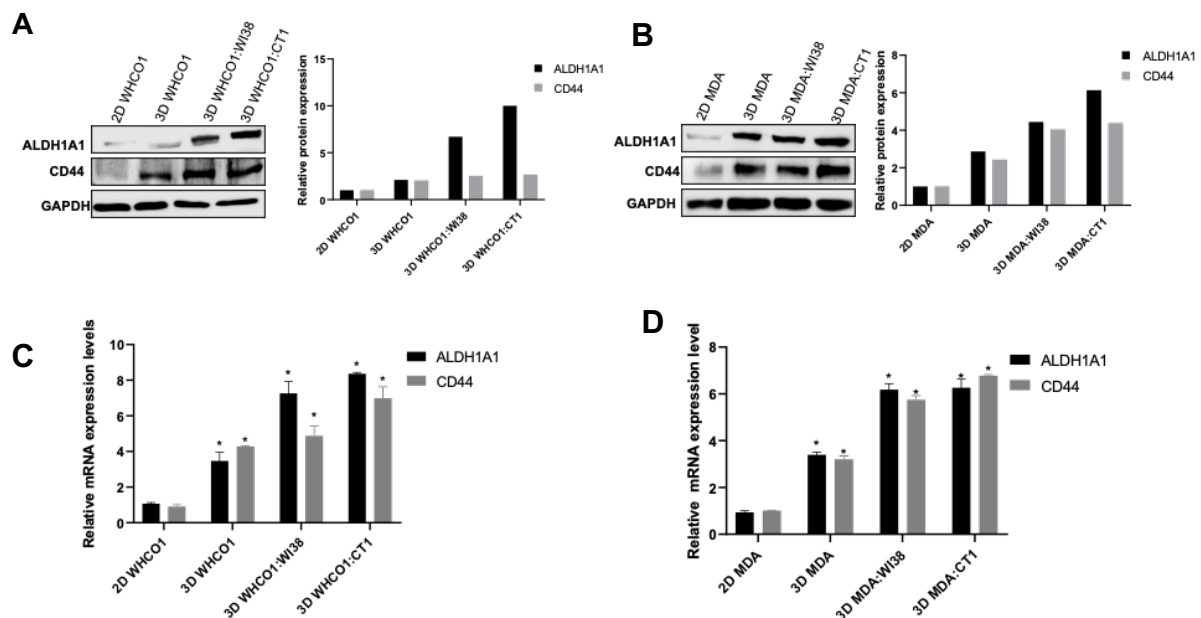 A
2D WHCO1
3D WHCO1
3D WHCO1:WI38
3D WHCO1:CT1
ALDH1A1
CD44
GAPDH
Relative protein expression
15
10
5
0
ALDH1A1
CD44
2D WHCO1
3D WHCO1
3D WHCO1:WI38
3D WHCO1:CT1
B
2D MDA
3D MDA
3D MDA:WI38
3D MDA:CT1
ALDH1A1
CD44
GAPDH
Relative protein expression
8
6
4
2
0
ALDH1A1
CD44
2D MDA
3D MDA
3D MDA:WI38
3D MDA:CT1
C
Relative mRNA expression levels
10
8
6
4
2
0
* * * * * *
ALDH1A1
CD44
2D WHCO1
3D WHCO1
3D WHCO1:WI38
3D WHCO1:CT1
D
Relative mRNA expression level
8
6
4
2
0
* * * * * *
ALDH1A1
CD44
2D MDA
3D MDA
3D MDA:WI38
3D MDA:CT1